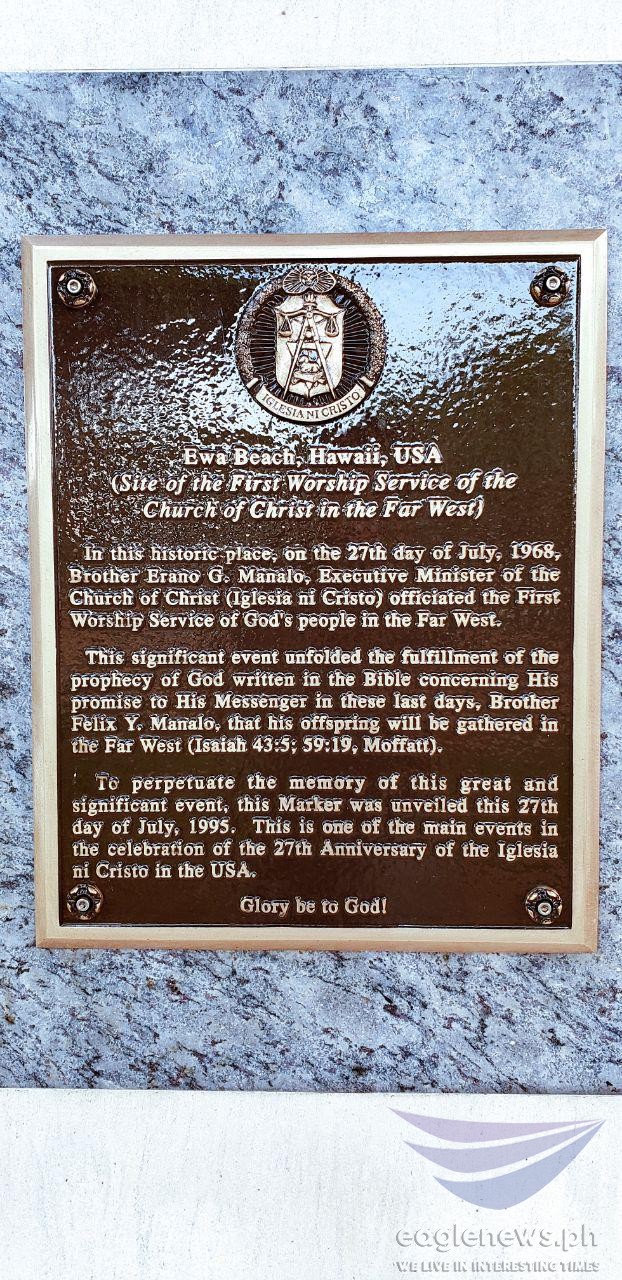 IGLESIA NI CRISTO
Ewa Beach, Hawaii, USA
(Site of the First Worship Service of the
Church of Christ in the Far West)
In this historic place, on the 27th day of July, 1968,
Brother Erano G. Manalo, Executive Minister of the
Church of Christ (Iglesia ni Cristo) officiated the First
Worship Service of God's people in the Far West.
This significant event unfolded the fulfillment of the
prophecy of God written in the Bible concerning His
promise to His Messenger in these last days, Brother
Felix Y. Manalo, that his offspring will be gathered in
the Far West (Isaiah 43:5; 59:19, Moffatt).
To perpetuate the memory of this great and
significant event, this Marker was unveiled this 27th
day of July, 1995. This is one of the main events in
the celebration of the 27th Anniversary of the Iglesia
ni Cristo in the USA.
Glory be to God!
eaglenews.ph
WE LIVE IN INTERESTING TIMES